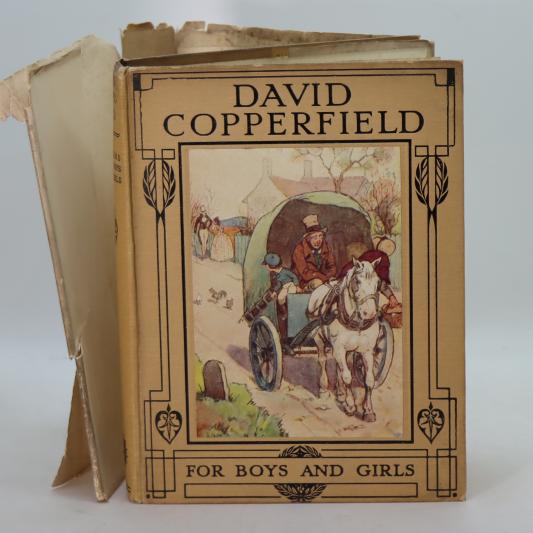 DAVID
COPPERFIELD
FOR BOYS AND GIRLS